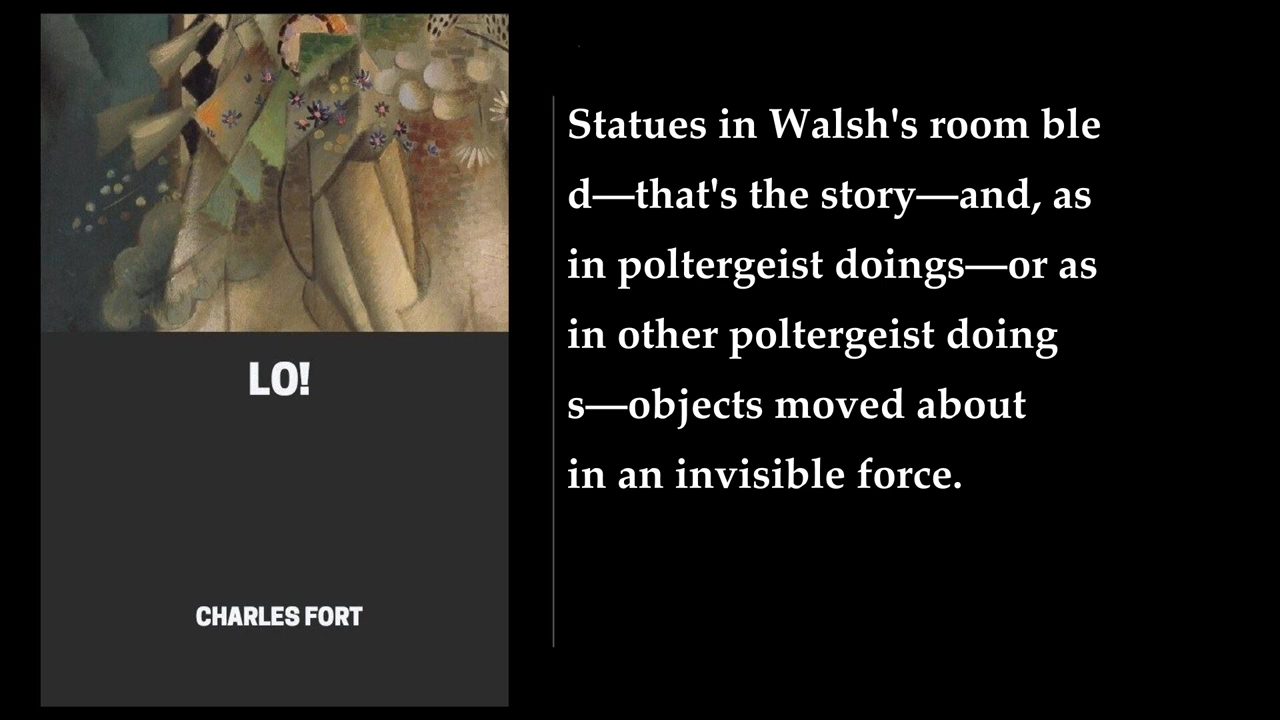 LO!
CHARLES FORT
Statues in Walsh's room ble
d—that's the story—and, as
in poltergeist doings—or as
in other poltergeist doing
s—objects moved about
in an invisible force.